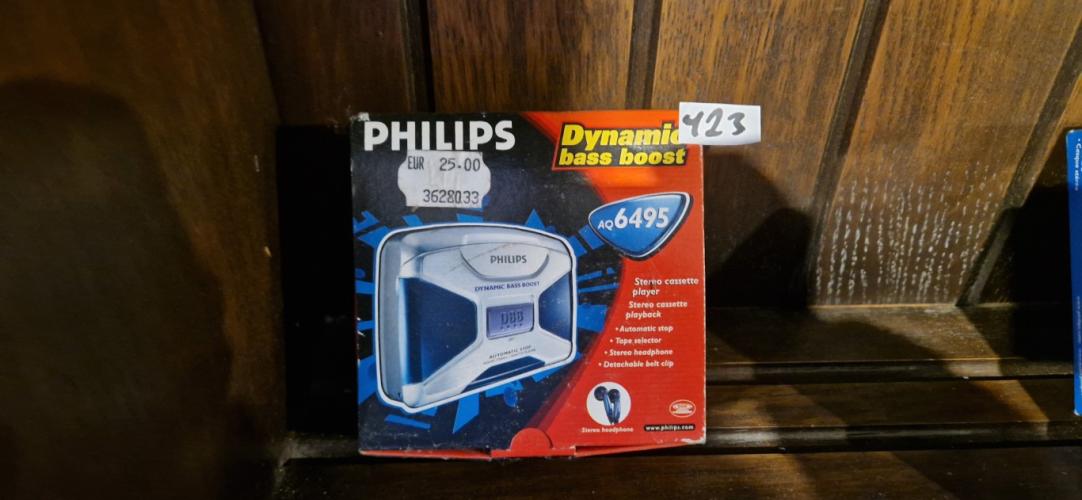 PHILIPS
Dynamic
bass boost
423
EUR 25.00
3628033
AQ6495
PHILIPS
DYNAMIC BASS BOOST
DBB
AUTOMATIC STOP
Stereo cassette
player
Stereo cassette
playback
• Automatic stop
• Tape selector
• Stereo headphone
• Detachable belt clip
Stereo headphone
www.philips.com